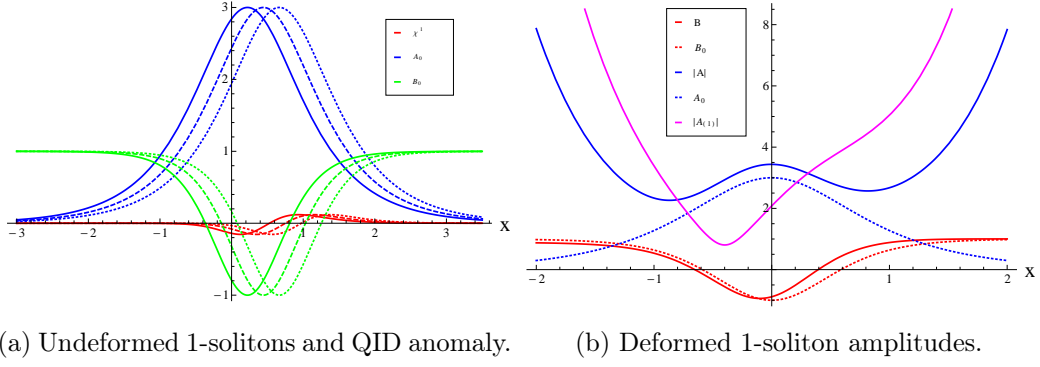 χ 1
A₀
B₀
3
2
1
−1
−3
−2
−1
1
2
3
X
B
B₀
|A|
A₀
|A₍₁₎|
8
6
4
2
−2
−1
1
2
X
(a) Undeformed 1-solitons and QID anomaly.
(b) Deformed 1-soliton amplitudes.